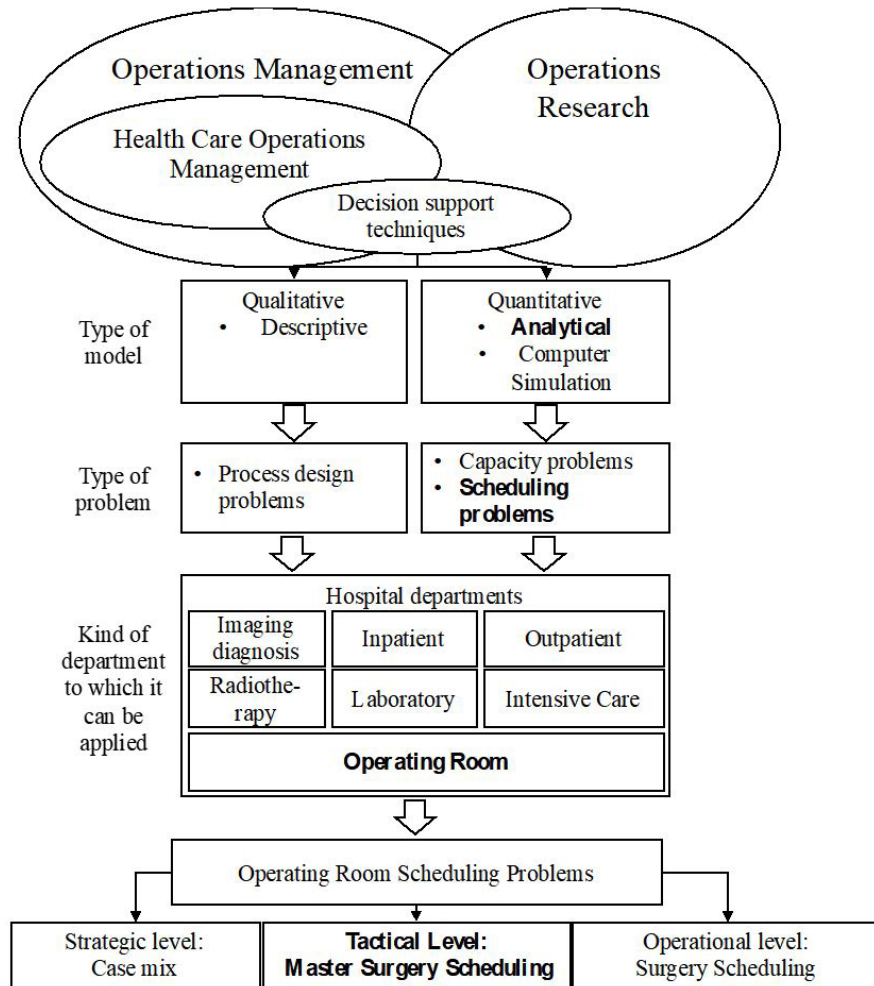 Operations Management
Operations
Research
Health Care Operations
Management
Decision support
techniques
Type of
model
Qualitative
• Descriptive
Quantitative
• Analytical
• Computer
Simulation
Type of
problem
• Process design
problems
• Capacity problems
• Scheduling
problems
Kind of
department
to which it
can be
applied
Hospital departments
Imaging
diagnosis
Inpatient
Outpatient
Radiothe-
rapy
Laboratory
Intensive Care
Operating Room
Operating Room Scheduling Problems
Strategic level:
Case mix
Tactical Level:
Master Surgery Scheduling
Operational level:
Surgery Scheduling